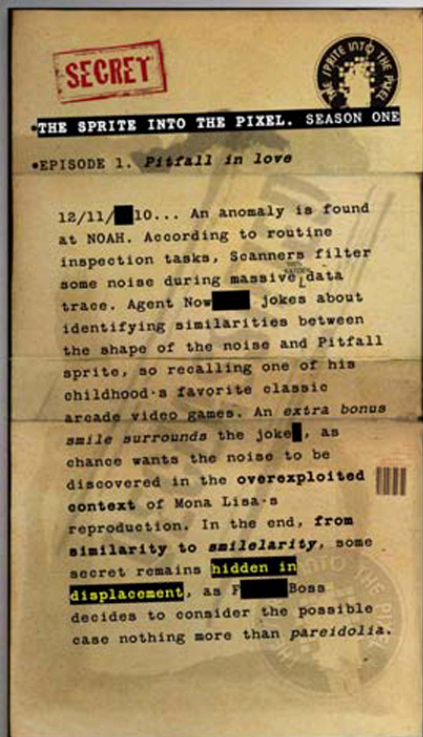 SECRET
THE SPRITE INTO THE PIXEL
•THE SPRITE INTO THE PIXEL. SEASON ONE
•EPISODE 1. Pitfall in love
12/11/ 10... An anomaly is found
at NOAH. According to routine
inspection tasks, Scanners filter
some noise during massive data
trace. Agent Now jokes about
identifying similarities between
the shape of the noise and Pitfall
sprite, so recalling one of his
childhood·s favorite classic
arcade video games. An extra bonus
smile surrounds the joke , as
chance wants the noise to be
discovered in the overexploited
context of Mona Lisa·s
reproduction. In the end, from
similarity to smilelarity, some
secret remains hidden in
displacement, as F Boss
decides to consider the possible
case nothing more than pareidolia.